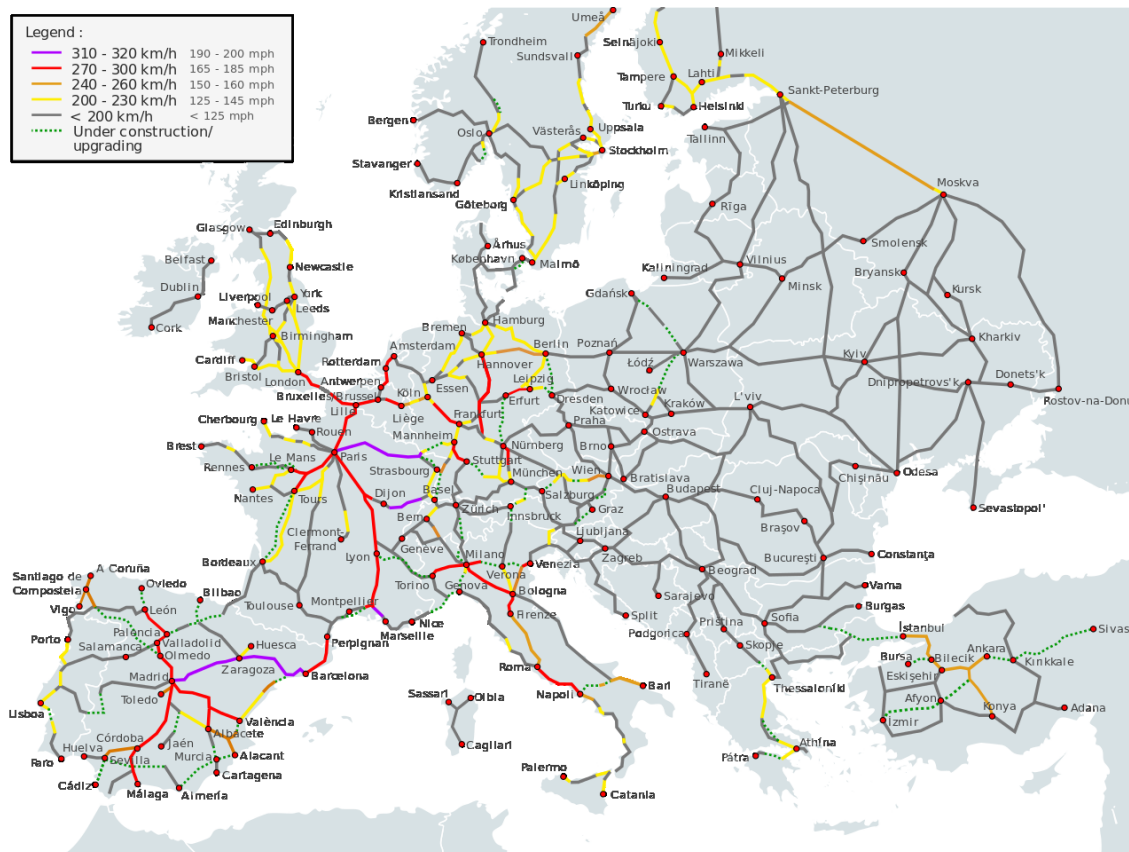 Legend :
310 - 320 km/h 190 - 200 mph
270 - 300 km/h 165 - 185 mph
240 - 260 km/h 150 - 160 mph
200 - 230 km/h 125 - 145 mph
< 200 km/h < 125 mph
Under construction/
upgrading
Umeå
Trondheim
Sundsvall
Seinäjoki
Mikkeli
Tampere
Lahti
Sankt-Peterburg
Turku
Helsinki
Bergen
Oslo
Västerås
Uppsala
Stockholm
Tallinn
Stavanger
Kristiansand
Linköping
Göteborg
Moskva
Rīga
Glasgow
Edinburgh
Århus
København
Malmö
Smolensk
Belfast
Newcastle
Kaliningrad
Vilnius
Minsk
Bryansk
Kursk
Dublin
Liverpool
York
Leeds
Gdańsk
Manchester
Cork
Birmingham
Bremen
Hamburg
Amsterdam
Rotterdam
Hannover
Berlin
Poznań
Warszawa
Kyiv
Kharkiv
Cardiff
Bristol
London
Antwerpen
Essen
Leipzig
Łódź
Bruxelles/Brussel
Köln
Erfurt
Dresden
Wrocław
Dnipropetrovs'k
Donets'k
Rostov-na-Donu
Lille
Liège
Frankfurt
Katowice
Kraków
L'viv
Cherbourg
Le Havre
Rouen
Mannheim
Praha
Ostrava
Brest
Rennes
Le Mans
Paris
Strasbourg
Stuttgart
Nürnberg
Brno
München
Wien
Bratislava
Chişinău
Odesa
Nantes
Tours
Dijon
Basel
Zürich
Salzburg
Budapest
Cluj-Napoca
Innsbruck
Graz
Sevastopol'
Clermont-
Ferrand
Bern
Genève
Ljubljana
Braşov
Bordeaux
Lyon
Milano
Verona
Venezia
Zagreb
Bucureşti
Constanţa
A Coruña
Santiago de
Compostela
Oviedo
Bilbao
Torino
Genova
Bologna
Beograd
Vigo
León
Toulouse
Montpellier
Nice
Marseille
Firenze
Sarajevo
Varna
Burgas
Porto
Palencia
Valladolid
Olmedo
Salamanca
Huesca
Perpignan
Split
Podgorica
Pristina
Sofia
İstanbul
Sivas
Madrid
Zaragoza
Barcelona
Roma
Skopje
Bursa
Bilecik
Ankara
Kınkkale
Eskişehir
Toledo
Sassari
Olbia
Napoli
Bari
Tiranë
Thessaloníki
Lisboa
València
Albacete
Afyon
İzmir
Konya
Adana
Córdoba
Huelva
Sevilla
Jaén
Murcia
Alacant
Cagliari
Athína
Pátra
Faro
Cartagena
Cádiz
Málaga
Almería
Palermo
Catania